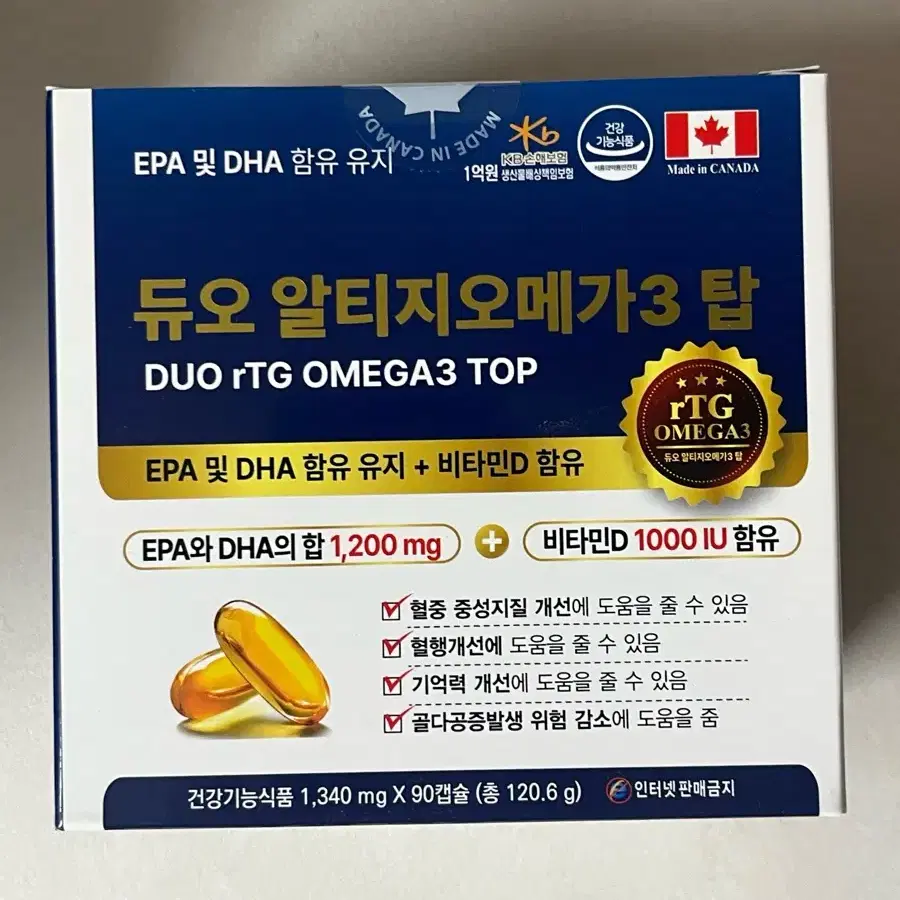 MADE IN CANADA
EPA 및 DHA 함유 유지
KB손해보험
1억원 생산물배상책임보험
건강
기능식품
Made in CANADA
듀오 알티지오메가3 탑
DUO rTG OMEGA3 TOP
rTG
OMEGA3
듀오 알티지오메가3 탑
EPA 및 DHA 함유 유지 + 비타민D 함유
EPA와 DHA의 합 1,200 mg + 비타민D 1000 IU 함유
혈중 중성지질 개선에 도움을 줄 수 있음
혈행개선에 도움을 줄 수 있음
기억력 개선에 도움을 줄 수 있음
골다공증발생 위험 감소에 도움을 줌
건강기능식품 1,340 mg X 90캡슐 (총 120.6 g) 인터넷판매금지